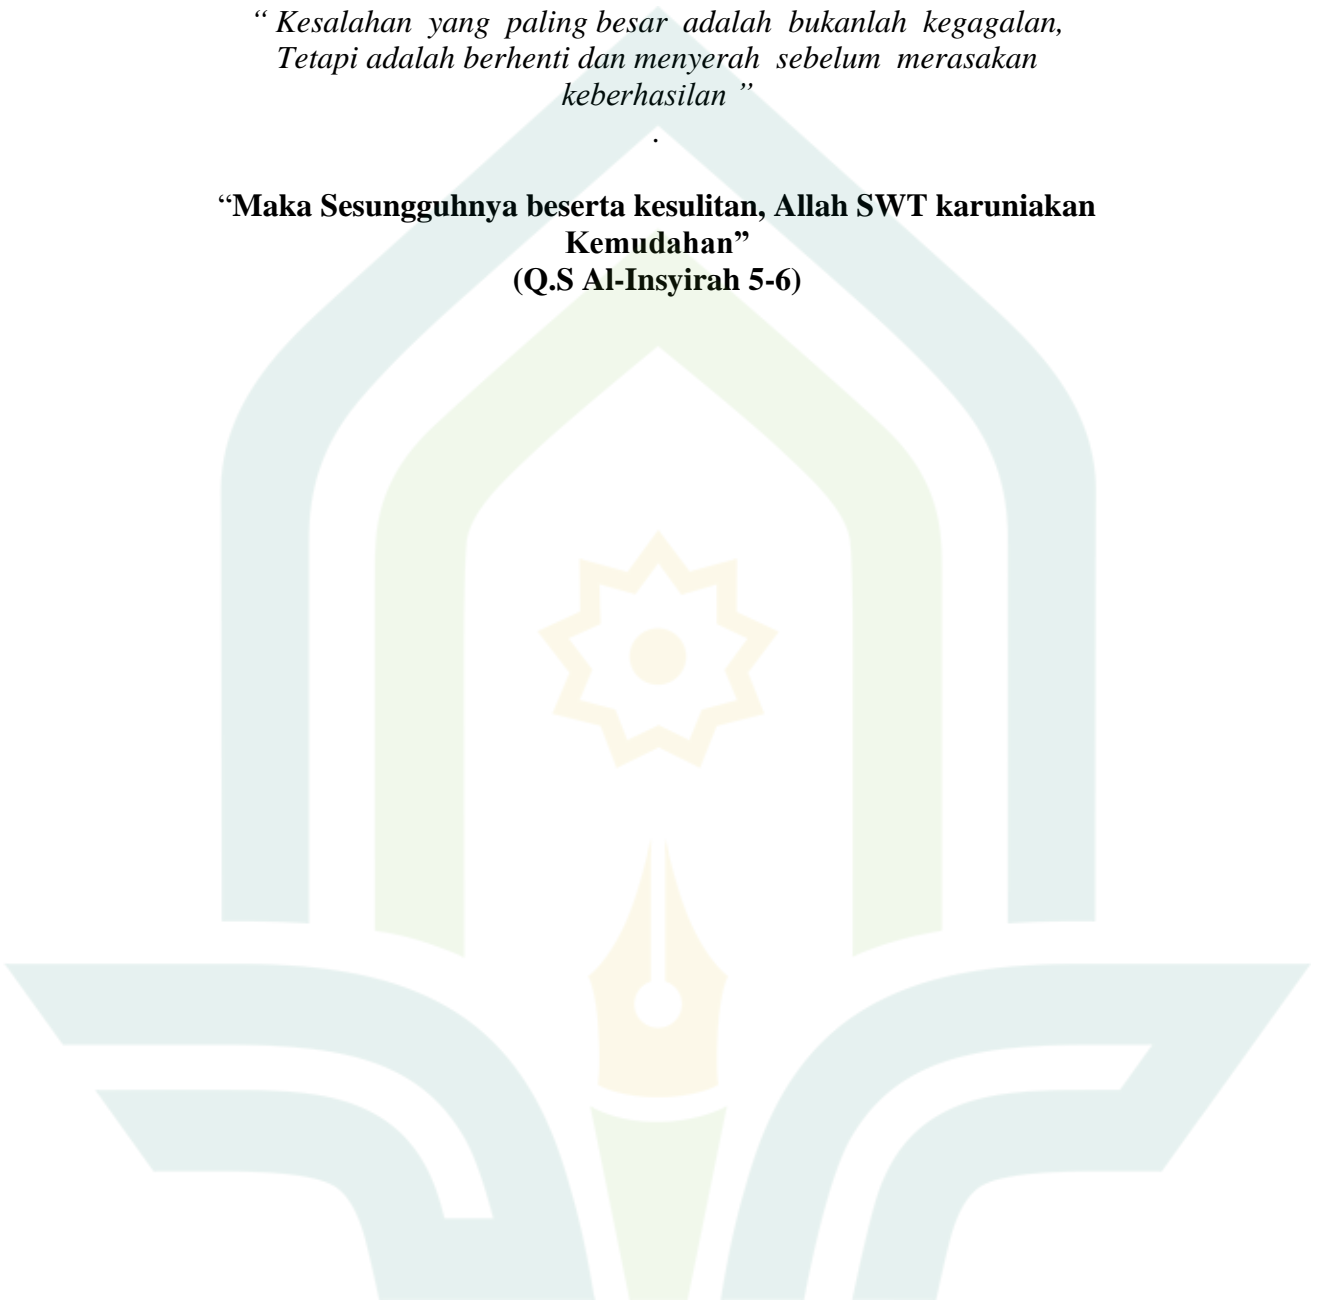 “ Kesalahan yang paling besar adalah bukanlah kegagalan,
Tetapi adalah berhenti dan menyerah sebelum merasakan
keberhasilan ”
.
“Maka Sesungguhnya beserta kesulitan, Allah SWT karuniakan
Kemudahan”
(Q.S Al-Insyirah 5-6)